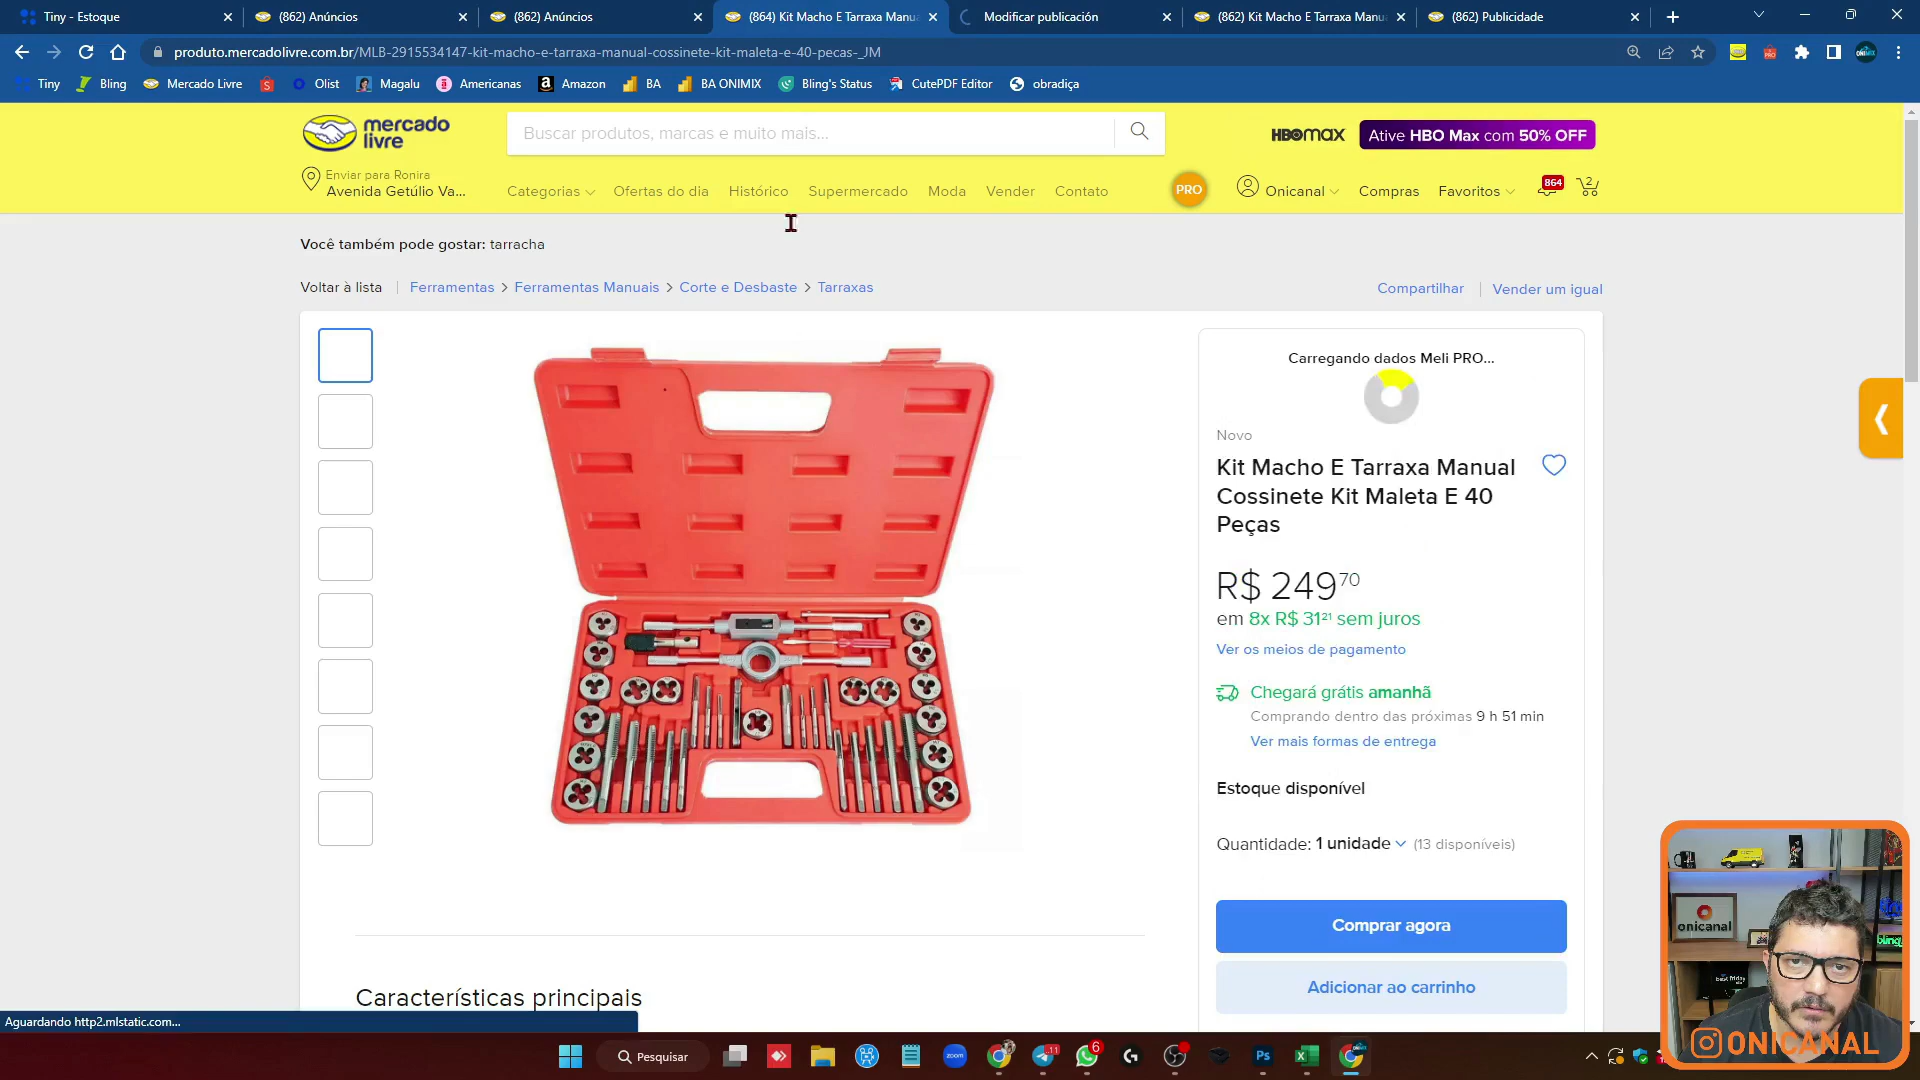 Tiny - Estoque
(862) Anúncios
(862) Anúncios
(864) Kit Macho E Tarraxa Manu
Modificar publicación
(862) Kit Macho E Tarraxa Manu
(862) Publicidade
produto.mercadolivre.com.br/MLB-2915534147-kit-macho-e-tarraxa-manual-cossinete-kit-maleta-e-40-pecas-_JM
Tiny
Bling
Mercado Livre
Olist
Magalu
Americanas
Amazon
BA
BA ONIMIX
Bling's Status
CutePDF Editor
obradiça
mercado
livre
Buscar produtos, marcas e muito mais...
HBOMAX
Ative HBO Max com 50% OFF
Enviar para Ronira
Avenida Getúlio Va...
Categorias
Ofertas do dia
Histórico
Supermercado
Moda
Vender
Contato
PRO
Onicanal
Compras
Favoritos
864
2
Você também pode gostar: tarracha
Voltar à lista
Ferramentas > Ferramentas Manuais > Corte e Desbaste > Tarraxas
Compartilhar
Vender um igual
Carregando dados Meli PRO...
Novo
Kit Macho E Tarraxa Manual
Cossinete Kit Maleta E 40
Peças
R$ 249 70
em 8x R$ 31 21 sem juros
Ver os meios de pagamento
Chegará grátis amanhã
Comprando dentro das próximas 9 h 51 min
Ver mais formas de entrega
Estoque disponível
Quantidade: 1 unidade (13 disponíveis)
Comprar agora
Adicionar ao carrinho
Características principais
Aguardando http2.mlstatic.com...
onicanal
ONICANAL
Pesquisar
zoom
11
6
Ps